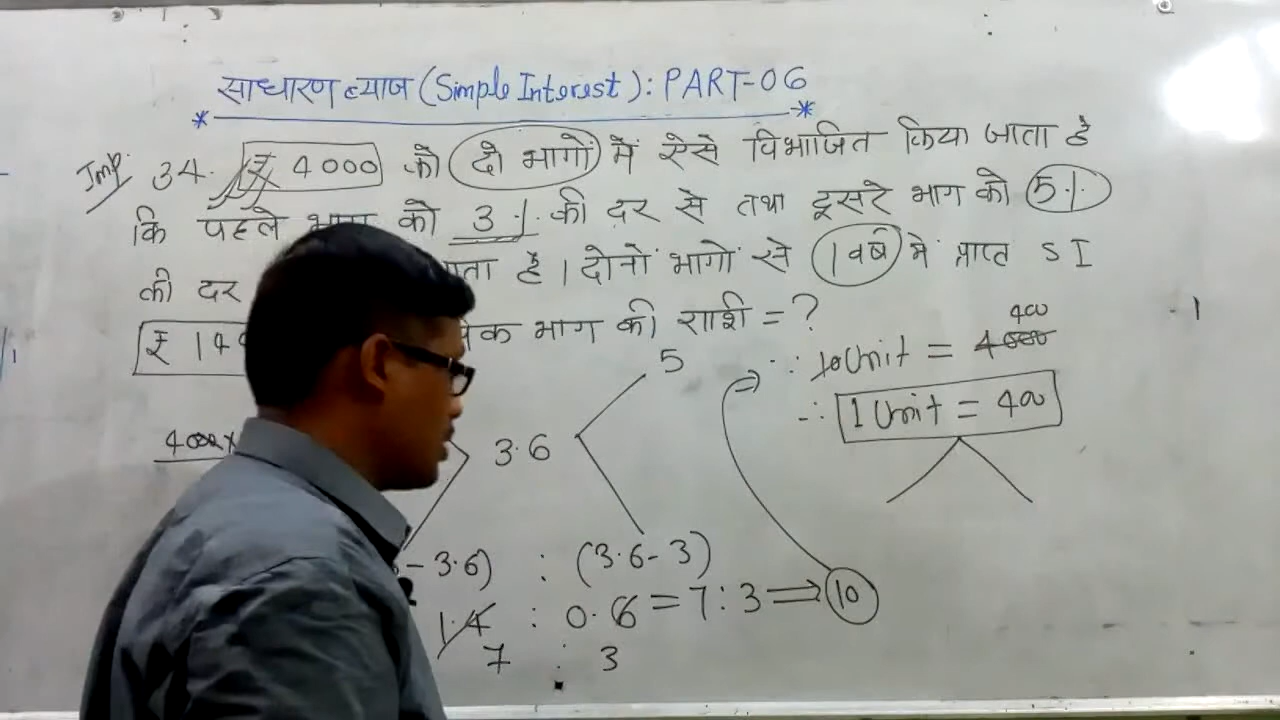 साधारण ब्याज (Simple Interest): PART-06
Imp. 34. ₹ 4000 को दो भागों में ऐसे विभाजित किया जाता है
कि पहले भाग को 3% की दर से तथा दूसरे भाग को 5%
की दर है। दोनों भागों से 1 वर्ष में प्राप्त SI
₹ 14 भाग की राशी = ?
5
400
∵ 10 Unit = 4000
∴ 1 Unit = 400
4000 ×
3.6
- 3.6) : (3.6 - 3)
1.4 : 0.6 = 7 : 3 ⇒ 10
7 : 3